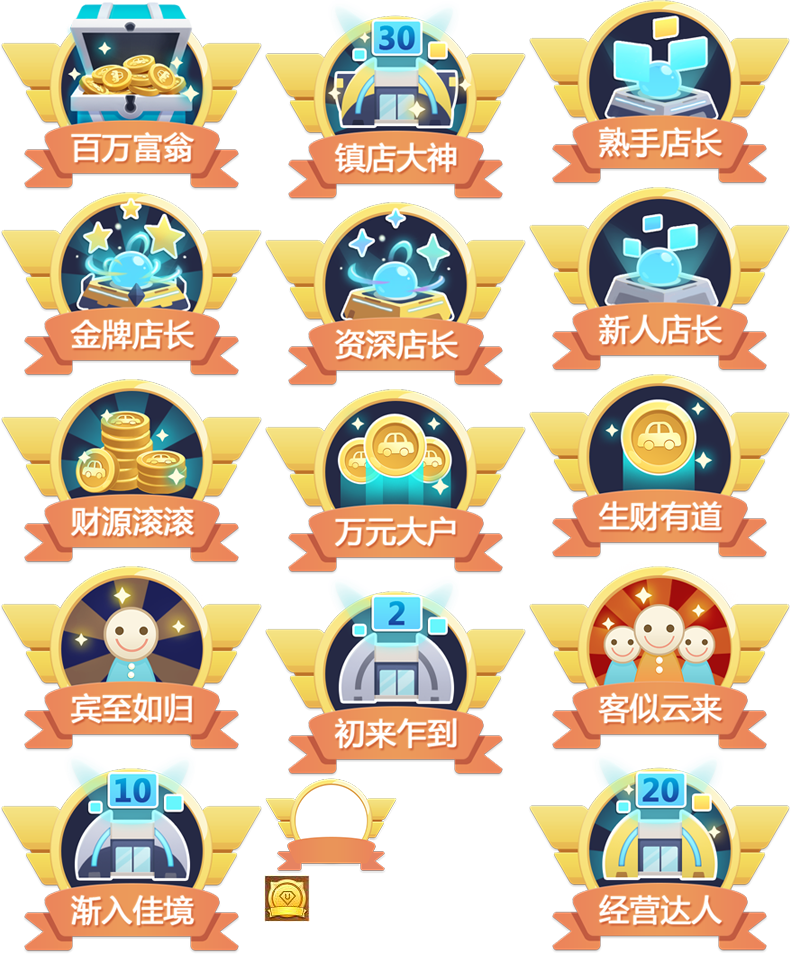 百万富翁
30
镇店大神
熟手店长
金牌店长
资深店长
新人店长
财源滚滚
万元大户
生财有道
宾至如归
2
初来乍到
客似云来
10
渐入佳境
20
经营达人
U